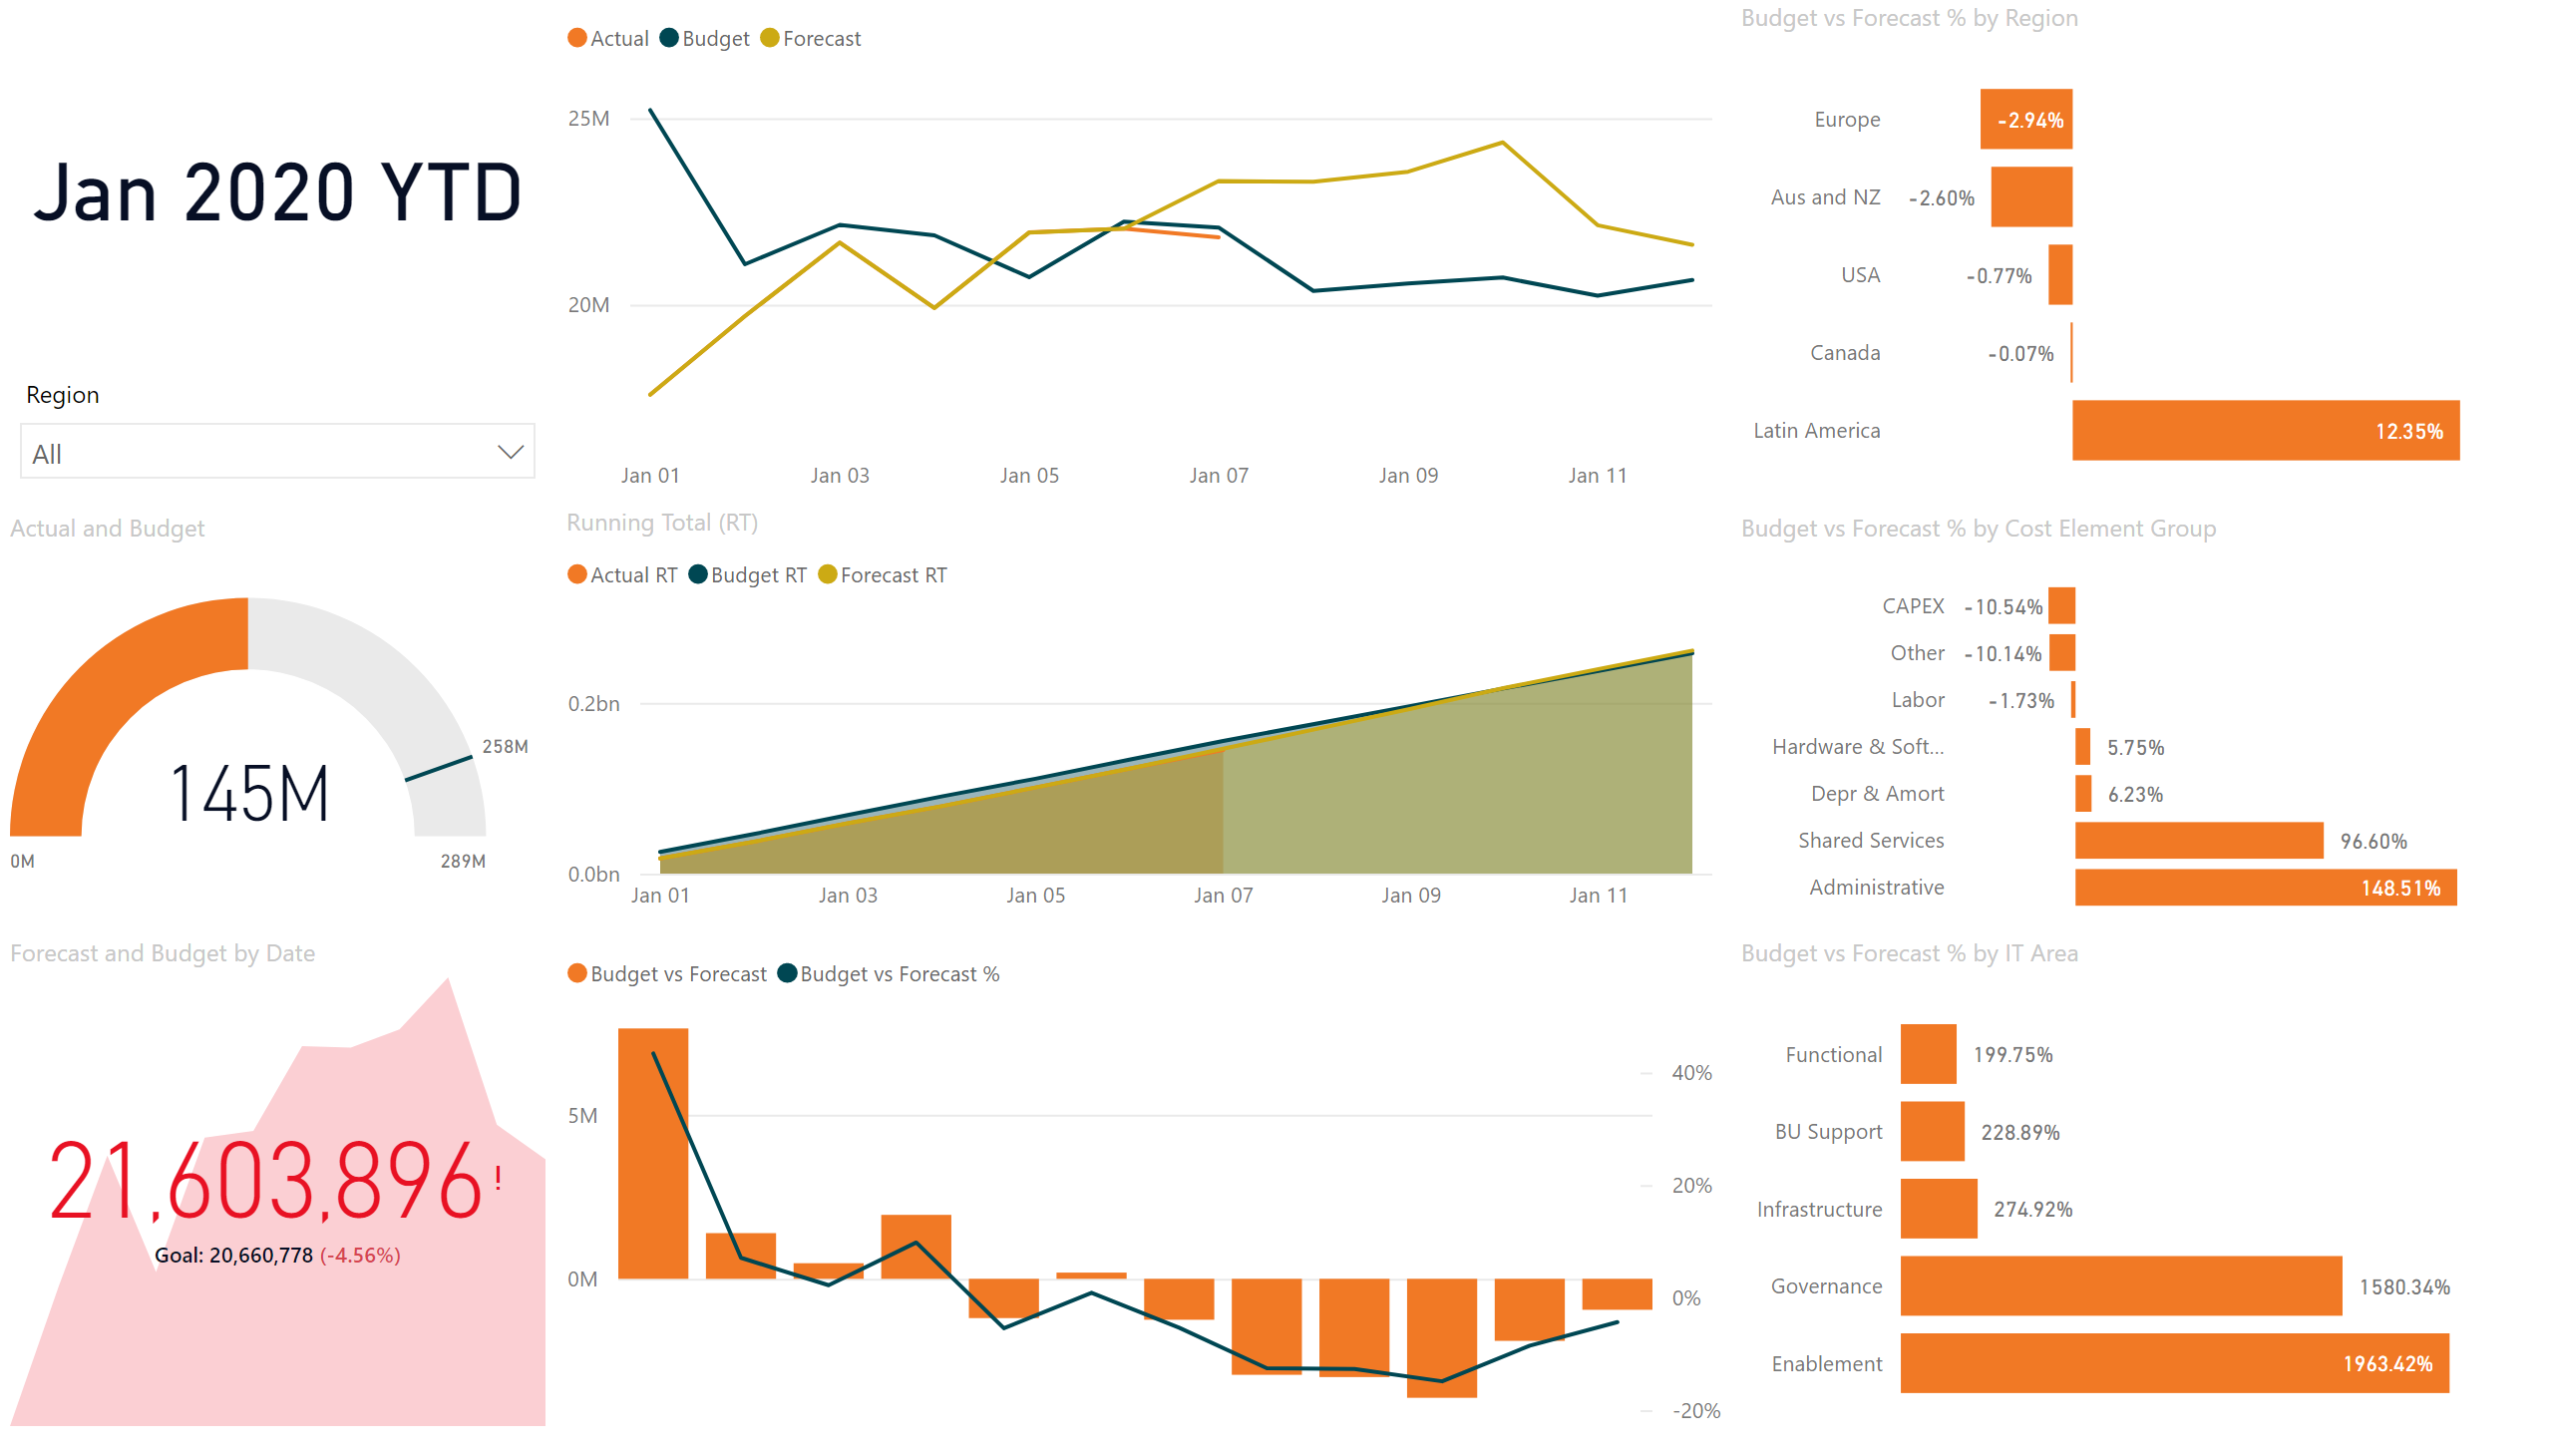 Jan 2020 YTD
Region
All
Actual Budget Forecast
25M
20M
Jan 01 Jan 03 Jan 05 Jan 07 Jan 09 Jan 11
Budget vs Forecast % by Region
Europe -2.94%
Aus and NZ -2.60%
USA -0.77%
Canada -0.07%
Latin America 12.35%
Actual and Budget
258M
145M
0M 289M
Running Total (RT)
Actual RT Budget RT Forecast RT
0.2bn
0.0bn
Jan 01 Jan 03 Jan 05 Jan 07 Jan 09 Jan 11
Budget vs Forecast % by Cost Element Group
CAPEX -10.54%
Other -10.14%
Labor -1.73%
Hardware & Soft... 5.75%
Depr & Amort 6.23%
Shared Services 96.60%
Administrative 148.51%
Forecast and Budget by Date
21,603,896 !
Goal: 20,660,778 (-4.56%)
Budget vs Forecast Budget vs Forecast %
40%
5M
20%
0M
0%
-20%
Budget vs Forecast % by IT Area
Functional 199.75%
BU Support 228.89%
Infrastructure 274.92%
Governance 1580.34%
Enablement 1963.42%